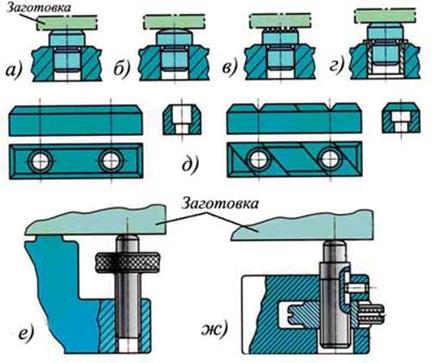 Заготовка
а) б) в) г)
д)
Заготовка
е) ж)